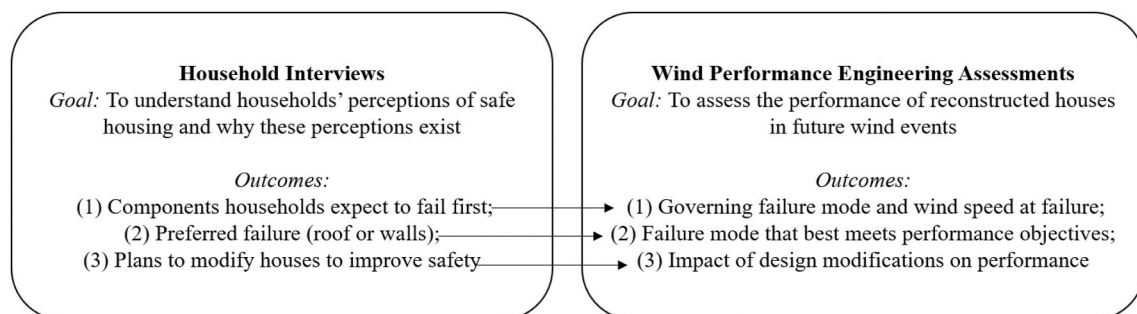 Household Interviews
Goal: To understand households’ perceptions of safe
housing and why these perceptions exist
Outcomes:
(1) Components households expect to fail first;
(2) Preferred failure (roof or walls);
(3) Plans to modify houses to improve safety
Wind Performance Engineering Assessments
Goal: To assess the performance of reconstructed houses
in future wind events
Outcomes:
(1) Governing failure mode and wind speed at failure;
(2) Failure mode that best meets performance objectives;
(3) Impact of design modifications on performance